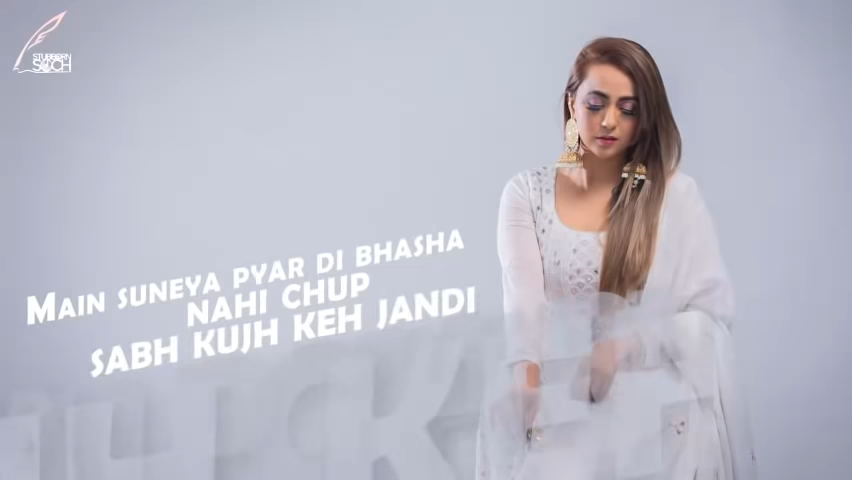 STUBBORN
SOCH
MAIN SUNEYA PYAR DI BHASHA
NAHI CHUP
SABH KUJH KEH JANDI